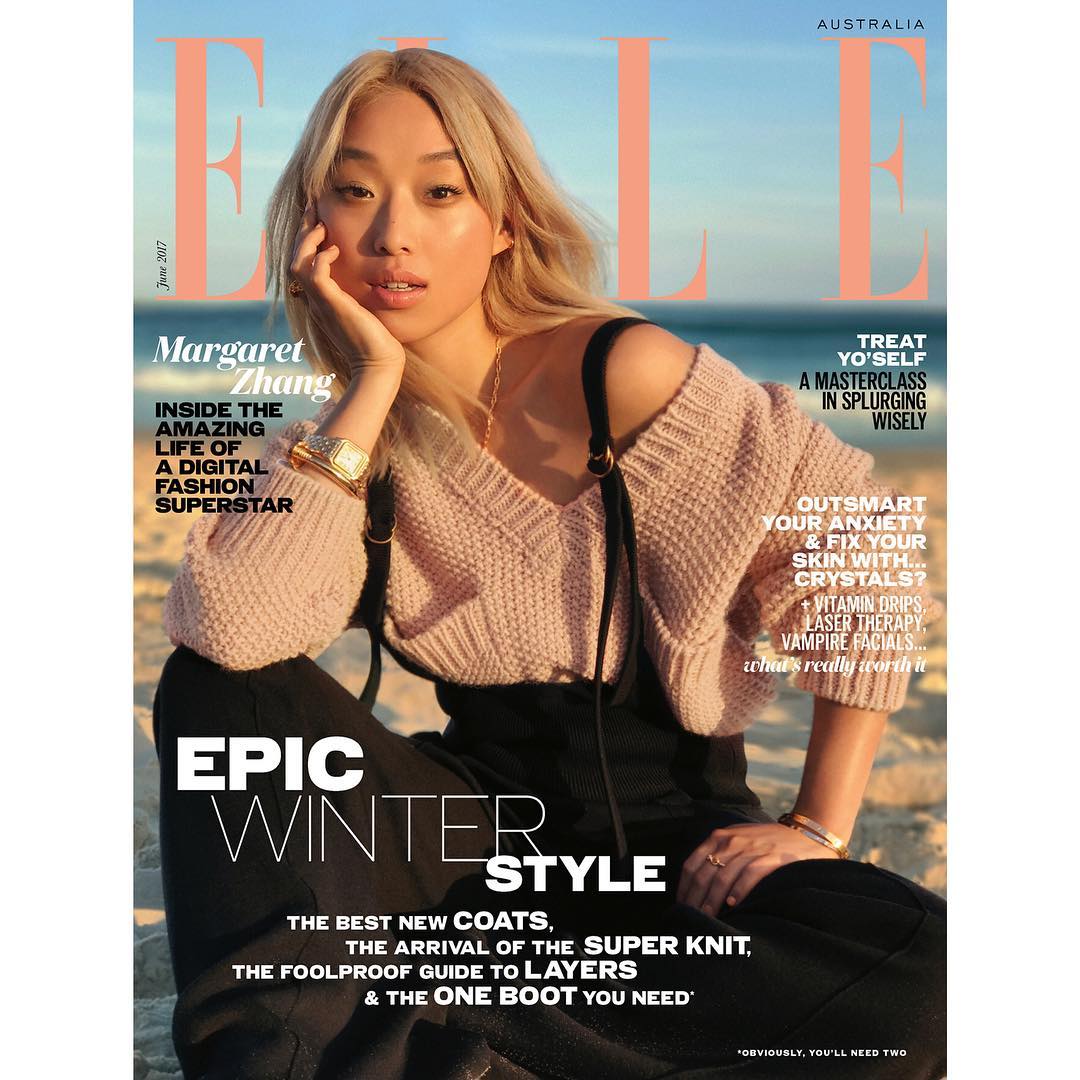 AUSTRALIA
ELLE
June 2017
Margaret
Zhang
INSIDE THE
AMAZING
LIFE OF
A DIGITAL
FASHION
SUPERSTAR
TREAT
YO'SELF
A MASTERCLASS
IN SPLURGING
WISELY
OUTSMART
YOUR ANXIETY
& FIX YOUR
SKIN WITH...
CRYSTALS?
+ VITAMIN DRIPS,
LASER THERAPY,
VAMPIRE FACIALS...
what's really worth it
EPIC
WINTER
STYLE
THE BEST NEW COATS,
THE ARRIVAL OF THE SUPER KNIT,
THE FOOLPROOF GUIDE TO LAYERS
& THE ONE BOOT YOU NEED*
*OBVIOUSLY, YOU'LL NEED TWO